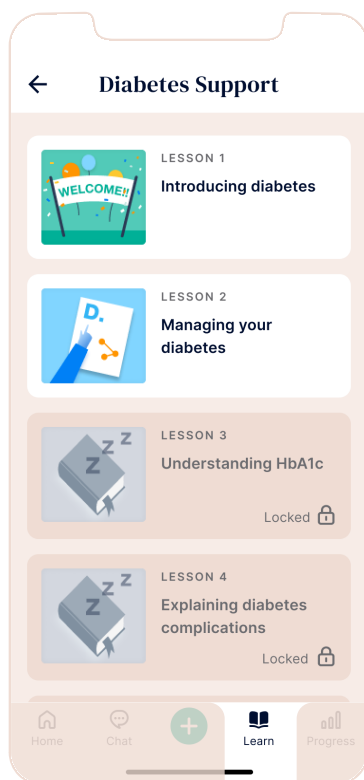 Diabetes Support
LESSON 1
WELCOME!!
Introducing diabetes
LESSON 2
D.
Managing your
diabetes
LESSON 3
Z Z Z
Understanding HbA1c
Locked
LESSON 4
Z Z Z
Explaining diabetes
complications
Locked
Home
Chat
Learn
Progress